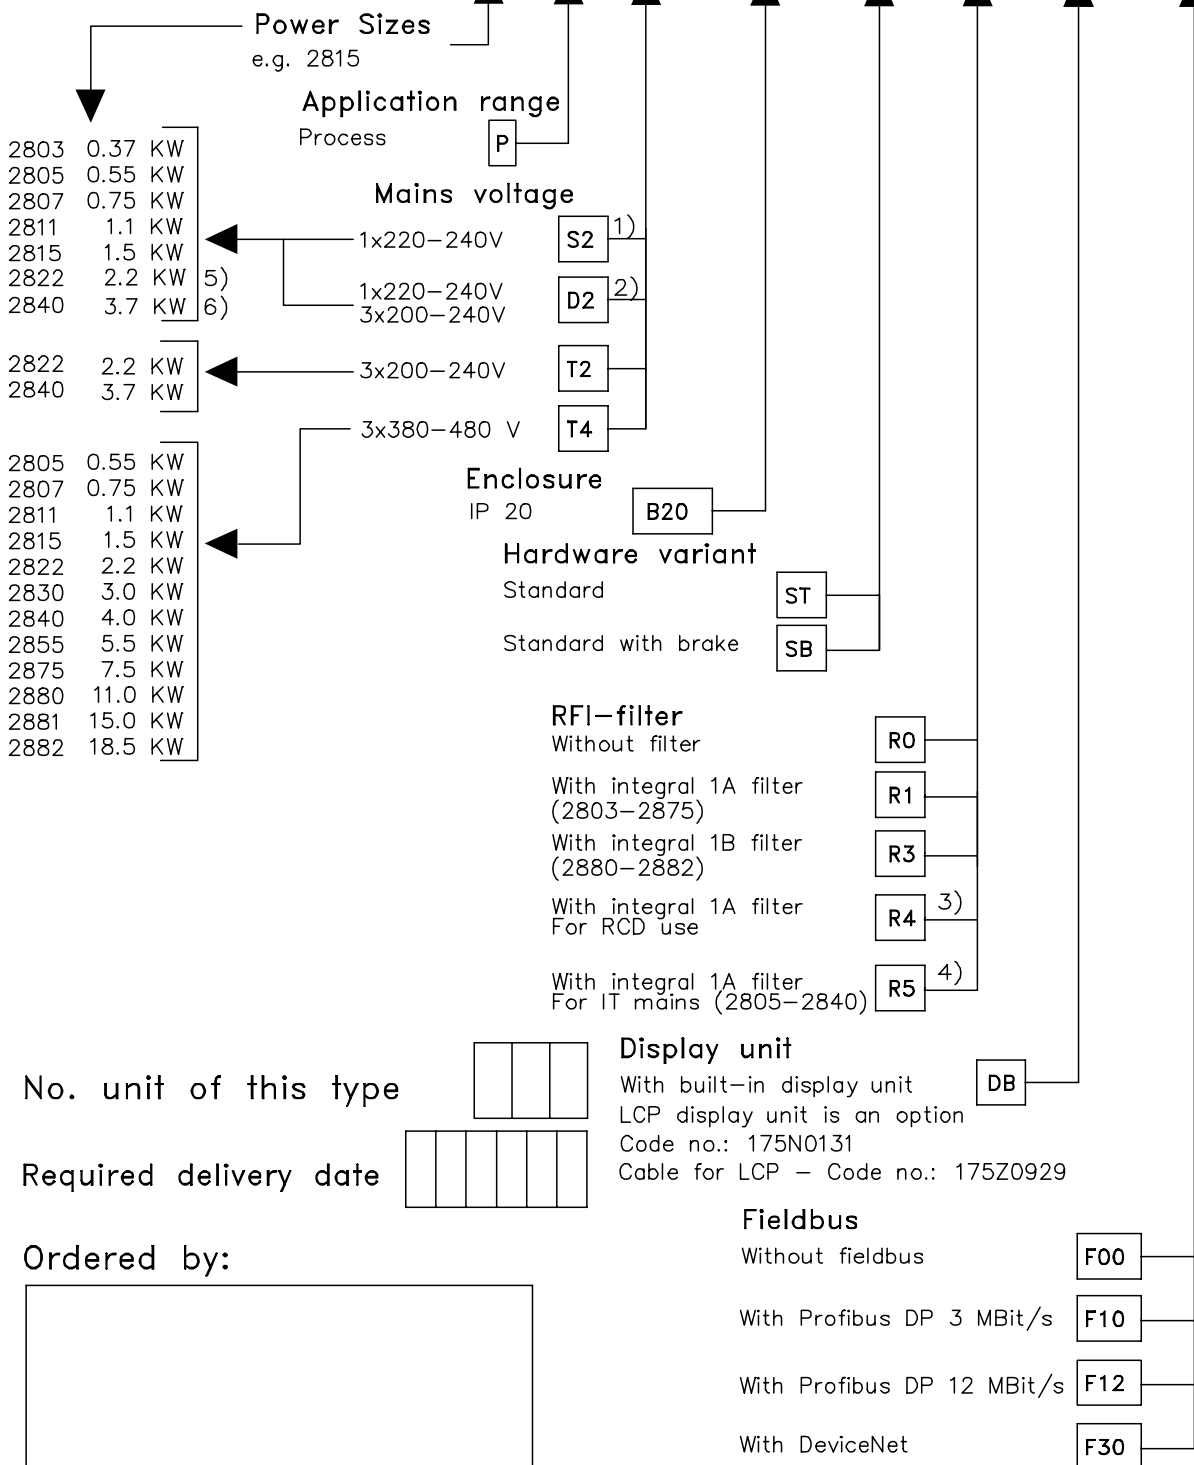 Power Sizes
e.g. 2815
Application range
Process P
Mains voltage
2803 0.37 KW
2805 0.55 KW
2807 0.75 KW
2811 1.1 KW
2815 1.5 KW
2822 2.2 KW 5)
2840 3.7 KW 6)
1x220-240V S2 1)
1x220-240V
3x200-240V D2 2)
2822 2.2 KW
2840 3.7 KW
3x200-240V T2
3x380-480 V T4
2805 0.55 KW
2807 0.75 KW
2811 1.1 KW
2815 1.5 KW
2822 2.2 KW
2830 3.0 KW
2840 4.0 KW
2855 5.5 KW
2875 7.5 KW
2880 11.0 KW
2881 15.0 KW
2882 18.5 KW
Enclosure
IP 20 B20
Hardware variant
Standard ST
Standard with brake SB
RFI-filter
Without filter R0
With integral 1A filter
(2803-2875) R1
With integral 1B filter
(2880-2882) R3
With integral 1A filter
For RCD use R4 3)
With integral 1A filter
For IT mains (2805-2840) R5 4)
Display unit
With built-in display unit DB
LCP display unit is an option
Code no.: 175N0131
Cable for LCP - Code no.: 175Z0929
No. unit of this type
Required delivery date
Ordered by:
Fieldbus
Without fieldbus F00
With Profibus DP 3 MBit/s F10
With Profibus DP 12 MBit/s F12
With DeviceNet F30